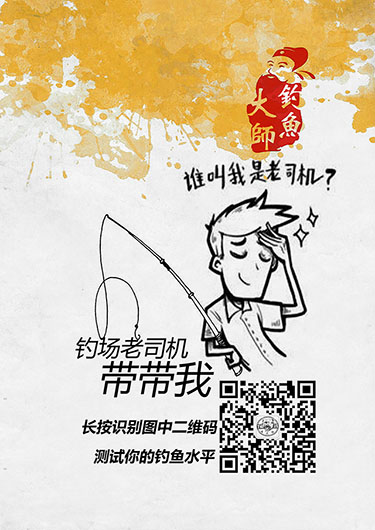 钓魚
大師
谁叫我是老司机?
钓场老司机
带带我
长按识别图中二维码
测试你的钓鱼水平